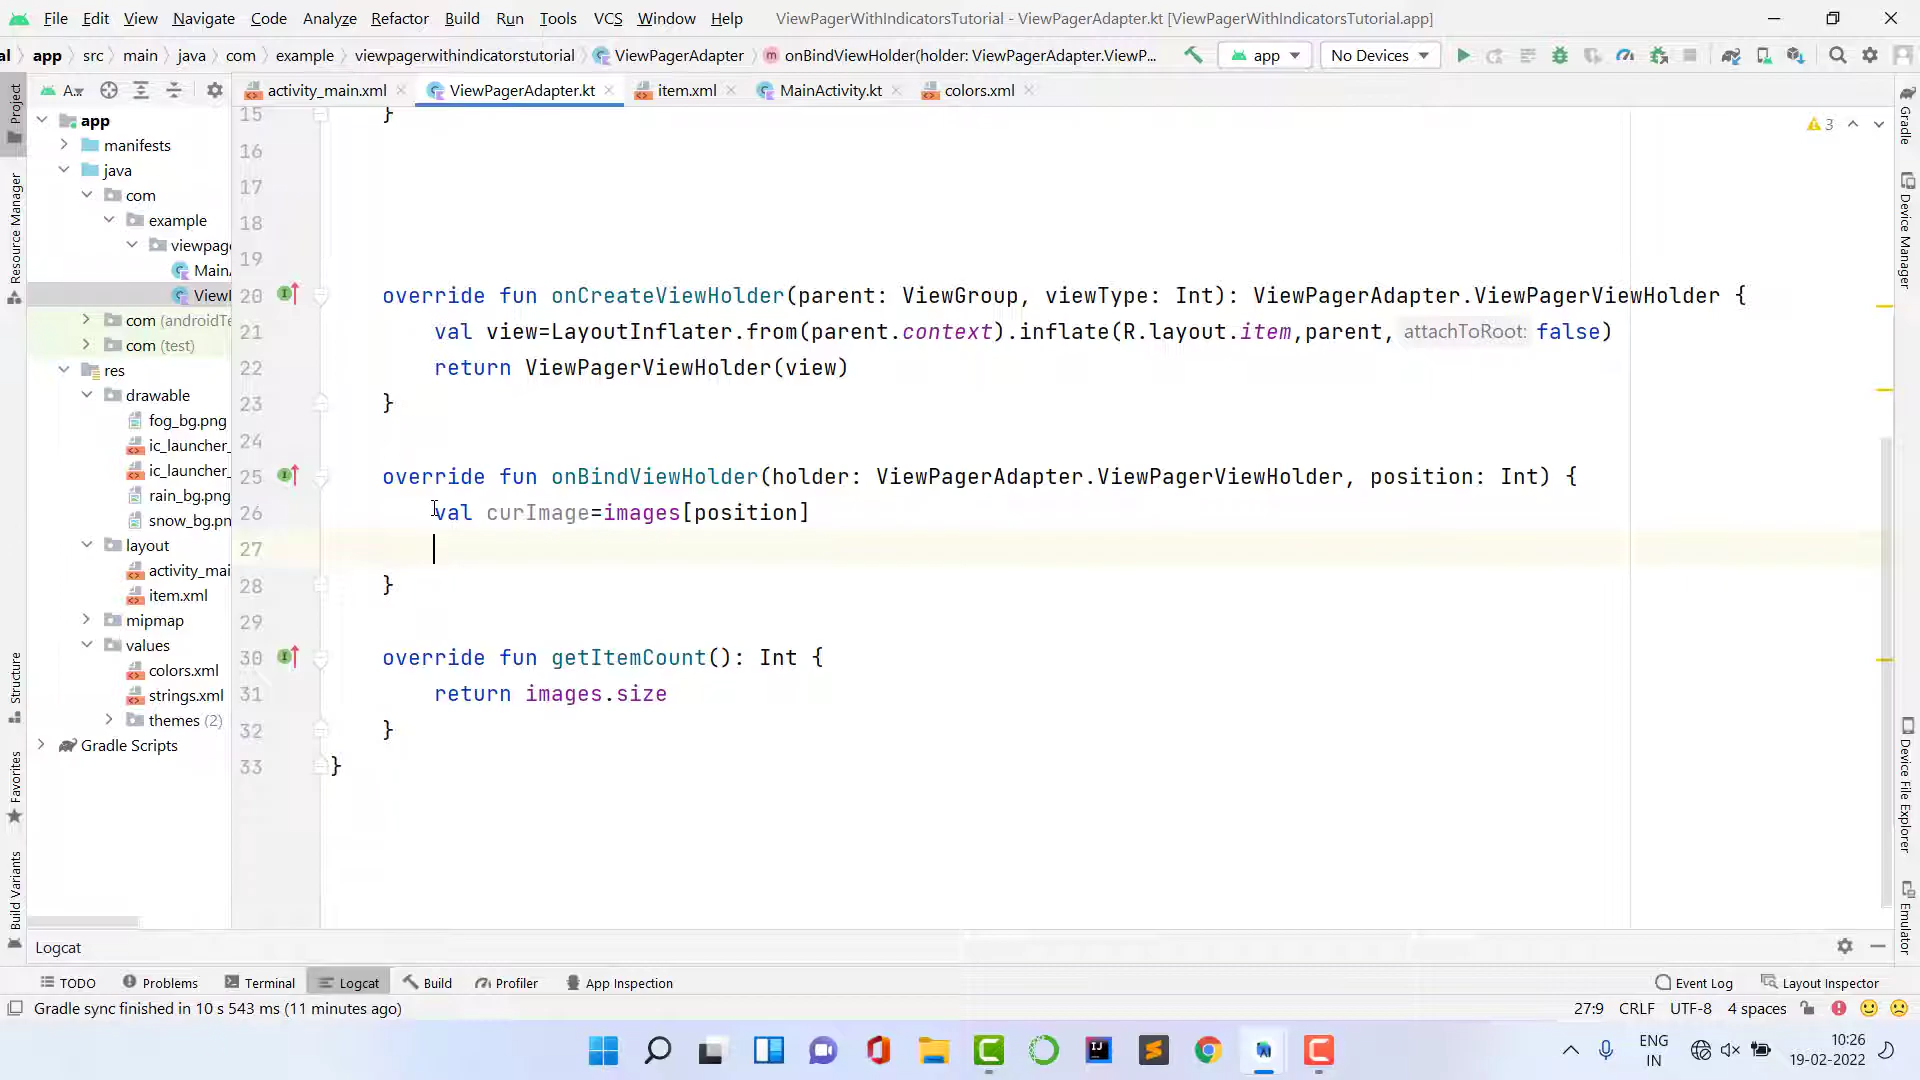 File Edit View Navigate Code Analyze Refactor Build Run Tools VCS Window Help ViewPagerWithIndicatorsTutorial - ViewPagerAdapter.kt [ViewPagerWithIndicatorsTutorial.app]
al app src main java com example viewpagerwithindicatorstutorial ViewPagerAdapter onBindViewHolder(holder: ViewPagerAdapter.ViewP... app No Devices
A... activity_main.xml ViewPagerAdapter.kt item.xml MainActivity.kt colors.xml
Project
Resource Manager
Structure
Favorites
Build Variants
app
manifests
java
com
example
viewpage
Main
ViewI
com (androidTe
com (test)
res
drawable
fog_bg.png
ic_launcher_
ic_launcher_
rain_bg.png
snow_bg.pn
layout
activity_mai
item.xml
mipmap
values
colors.xml
strings.xml
themes (2)
Gradle Scripts
3
15 }
16
17
18
19
20 override fun onCreateViewHolder(parent: ViewGroup, viewType: Int): ViewPagerAdapter.ViewPagerViewHolder {
21 val view=LayoutInflater.from(parent.context).inflate(R.layout.item,parent, attachToRoot: false)
22 return ViewPagerViewHolder(view)
23 }
24
25 override fun onBindViewHolder(holder: ViewPagerAdapter.ViewPagerViewHolder, position: Int) {
26 val curImage=images[position]
27
28 }
29
30 override fun getItemCount(): Int {
31 return images.size
32 }
33 }
Gradle
Device Manager
Device File Explorer
Emulator
Logcat
TODO Problems Terminal Logcat Build Profiler App Inspection Event Log Layout Inspector
Gradle sync finished in 10 s 543 ms (11 minutes ago) 27:9 CRLF UTF-8 4 spaces
ENG
IN
10:26
19-02-2022